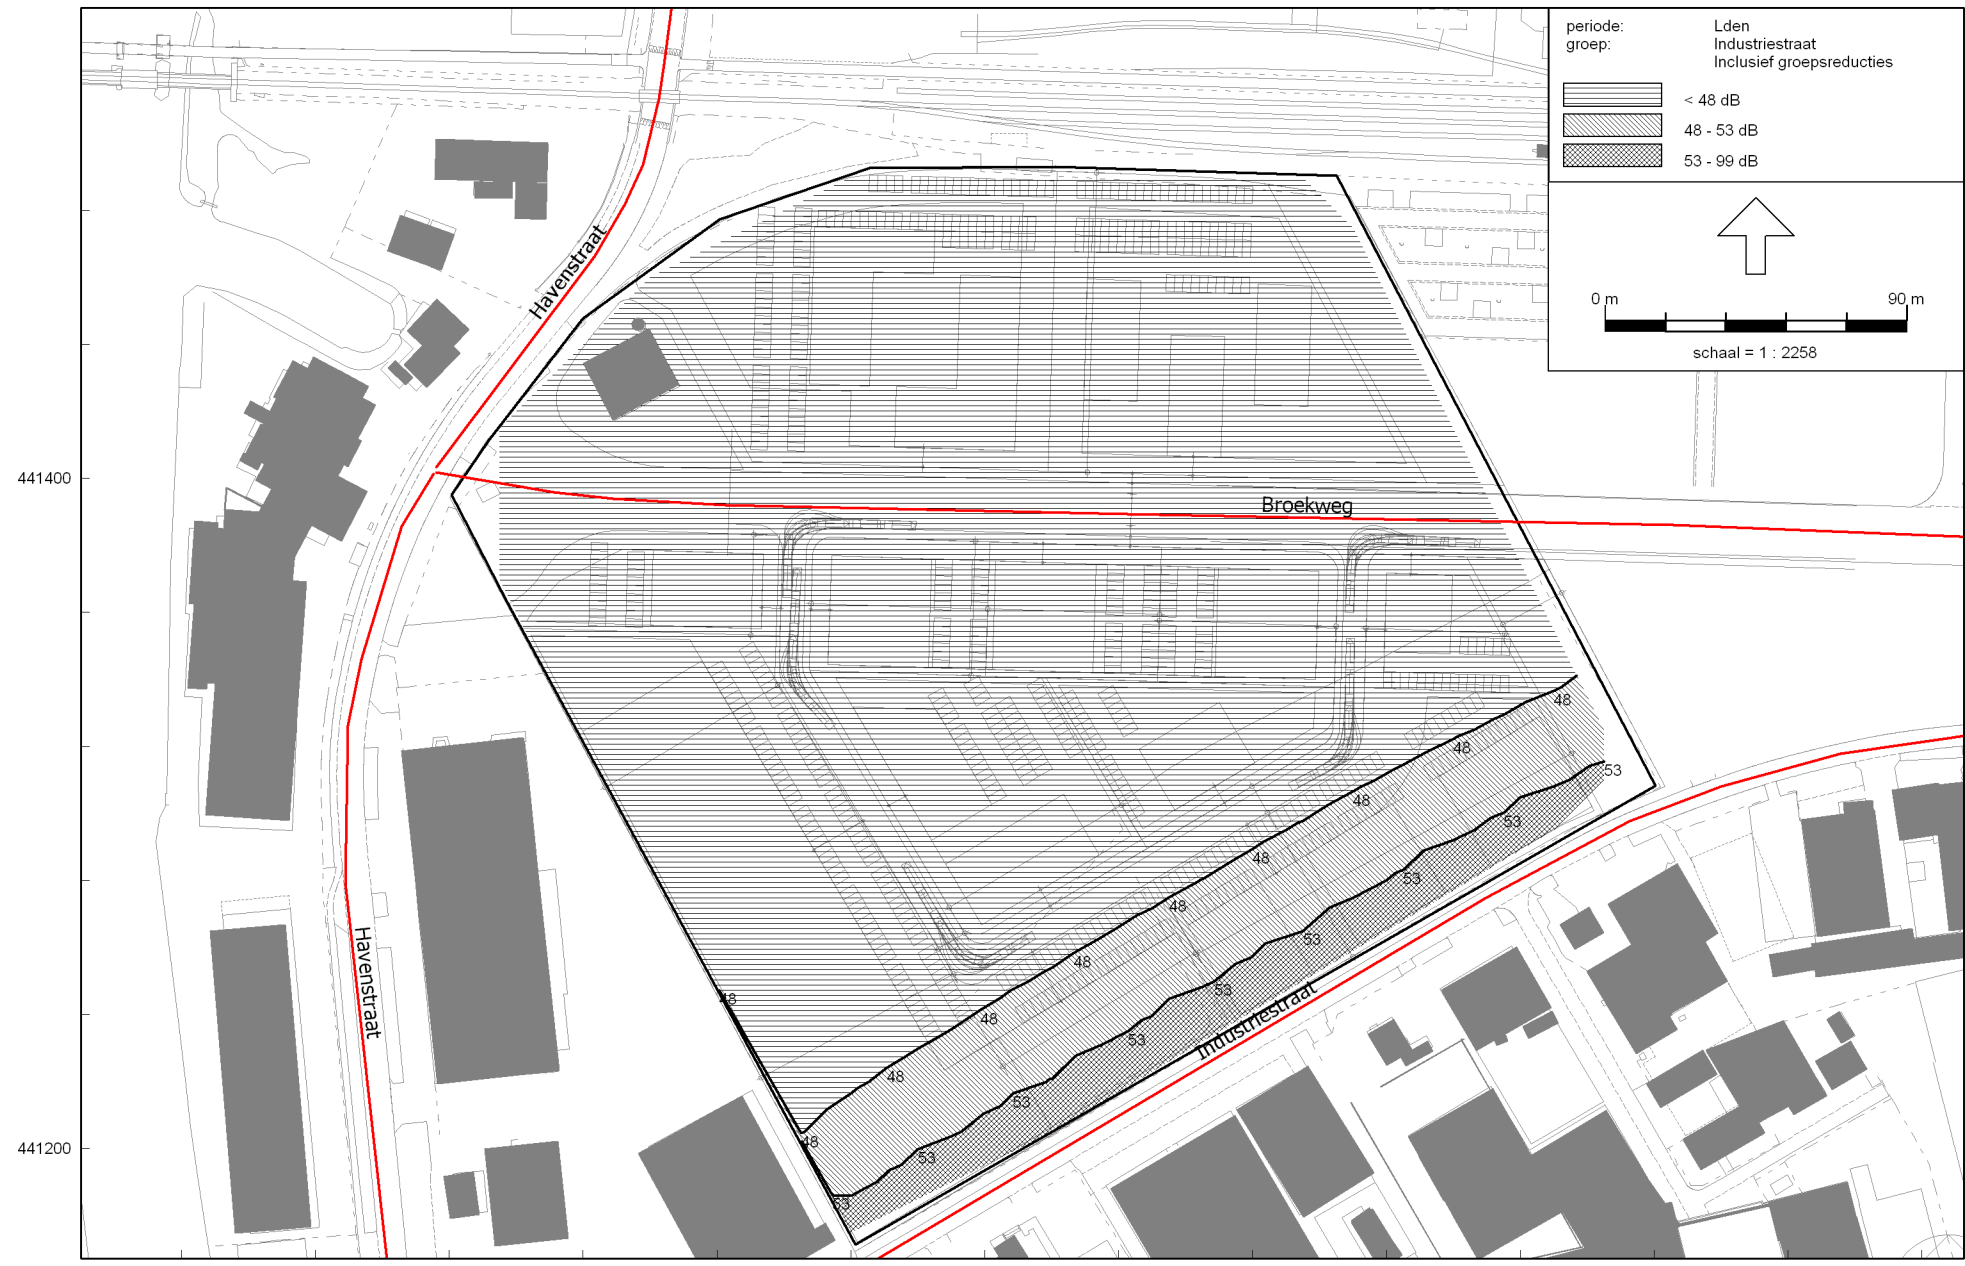 periode: Lden
groep: Industriestraat
Inclusief groepsreducties
< 48 dB
48 - 53 dB
53 - 99 dB
0 m 90 m
schaal = 1 : 2258
Havenstraat
441400
Broekweg
48
48
53
48
53
48
53
48
53
48
53
48
48
53
48
53
48
53
Industriestraat
Havenstraat
48
441200
53
53